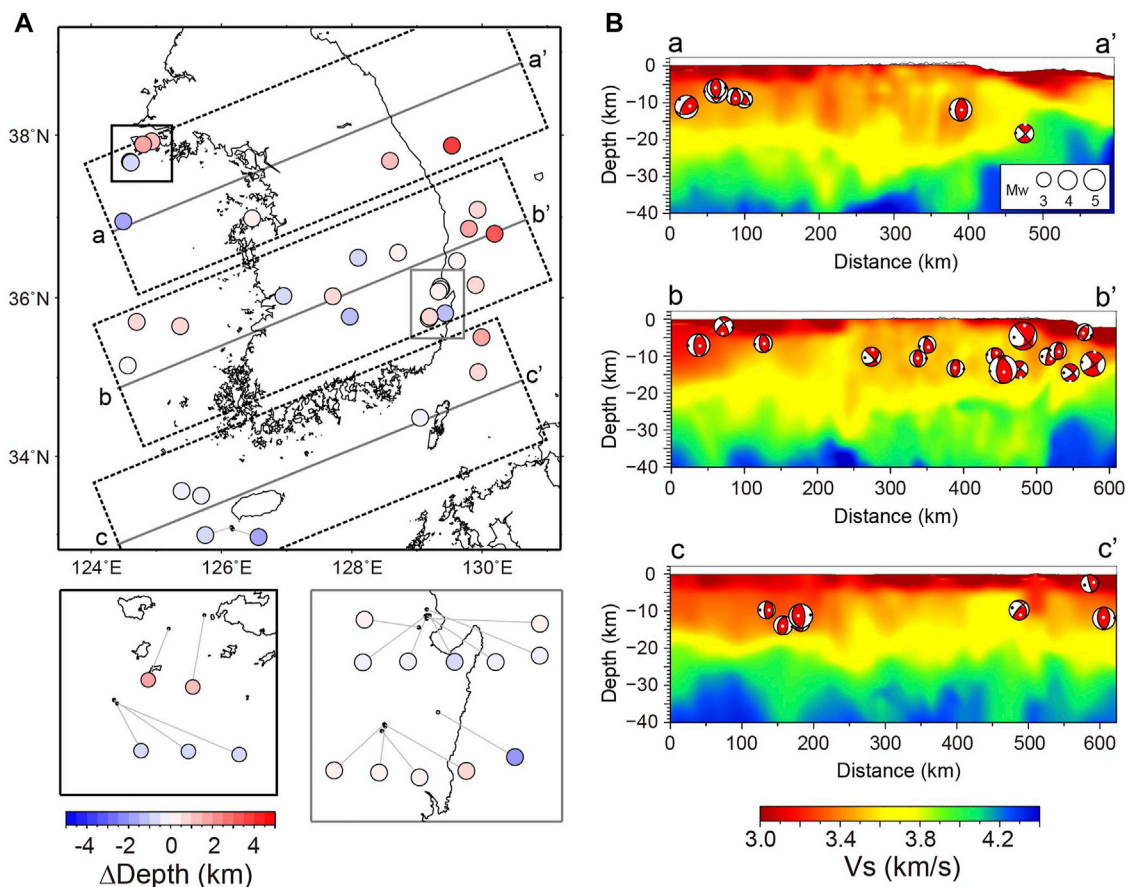 A
38°N
36°N
34°N
124°E
126°E
128°E
130°E
a
a'
b
b'
c
c'
-4
-2
0
2
4
ΔDepth (km)
B
a
a'
Depth (km)
0
−10
−20
−30
−40
0
100
200
300
400
500
Distance (km)
Mw
3
4
5
b
b'
Depth (km)
0
−10
−20
−30
−40
0
100
200
300
400
500
600
Distance (km)
c
c'
Depth (km)
0
−10
−20
−30
−40
0
100
200
300
400
500
600
Distance (km)
3.0
3.4
3.8
4.2
Vs (km/s)